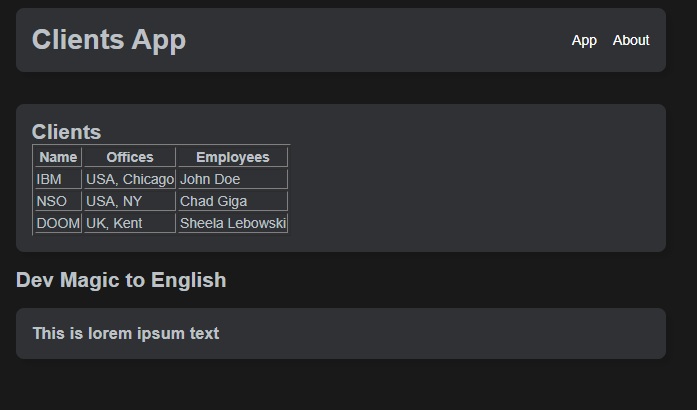 Clients App
App About
Clients
Name Offices Employees
IBM USA, Chicago John Doe
NSO USA, NY Chad Giga
DOOM UK, Kent Sheela Lebowski
Dev Magic to English
This is lorem ipsum text